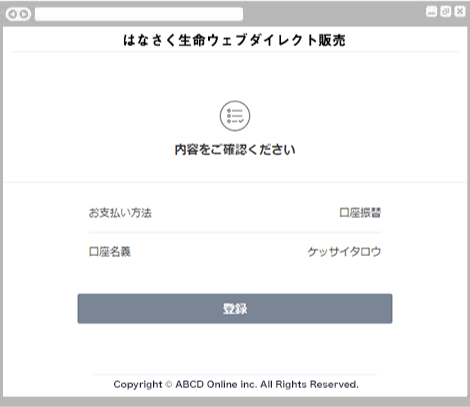 はなさく生命ウェブダイレクト販売
内容をご確認ください
お支払い方法 口座振替
口座名義 ケッサイタロウ
登録
Copyright © ABCD Online inc. All Rights Reserved.